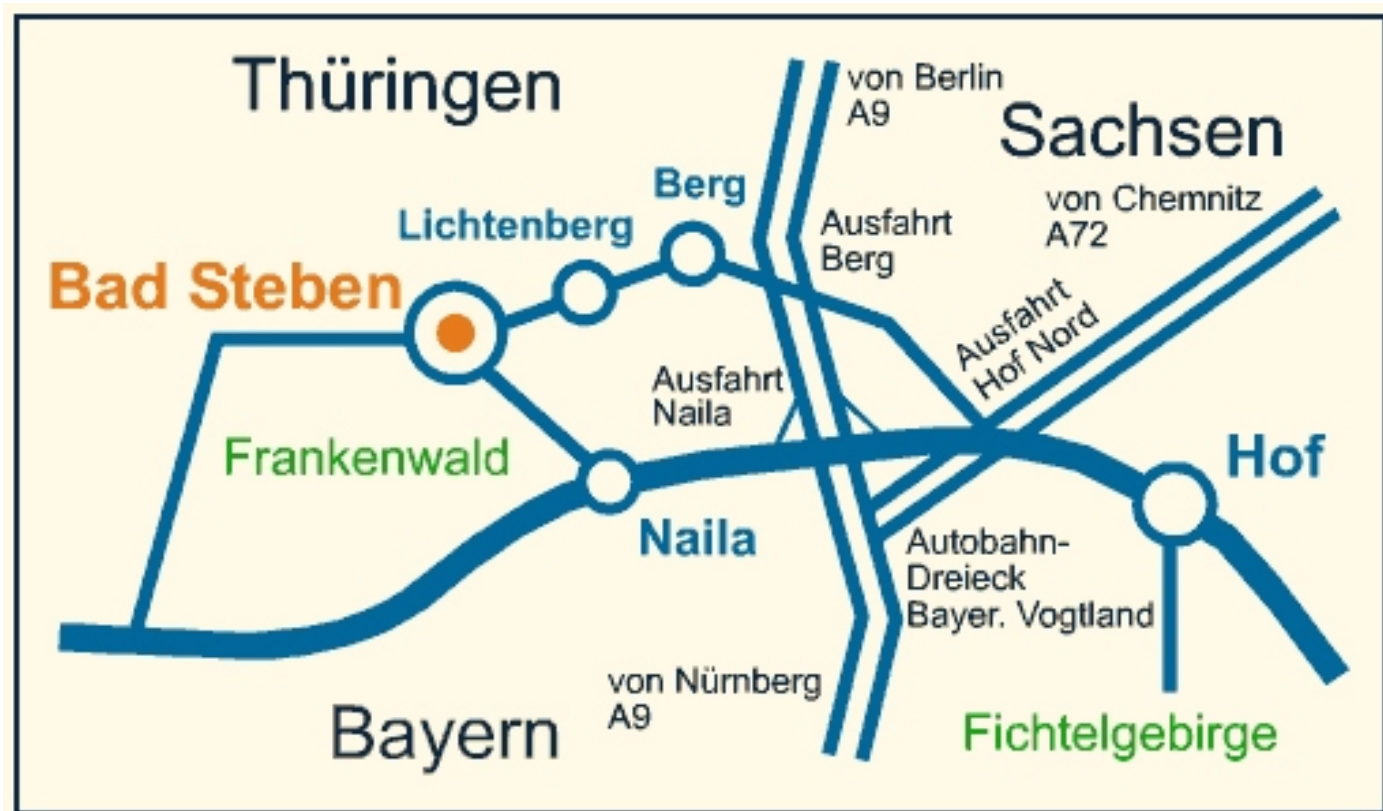 Thüringen
von Berlin
A9
Sachsen
Berg
von Chemnitz
A72
Lichtenberg
Ausfahrt
Berg
Bad Steben
Ausfahrt
Hof Nord
Ausfahrt
Naila
Frankenwald
Hof
Naila
Autobahn-
Dreieck
Bayer. Vogtland
von Nürnberg
A9
Bayern
Fichtelgebirge